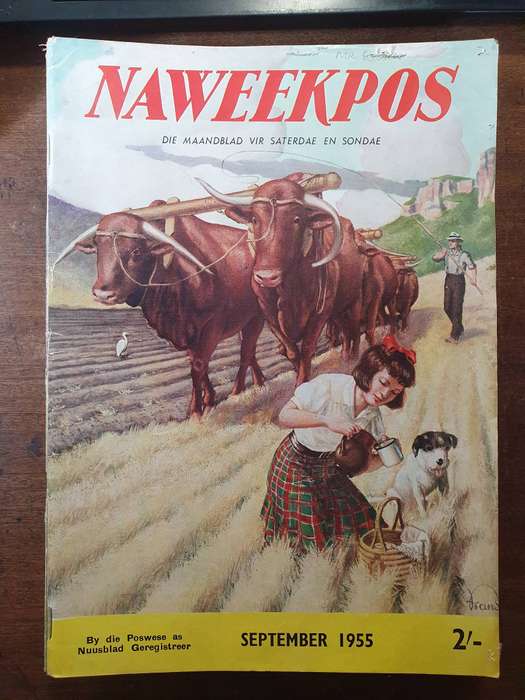 NAWEEKPOS
DIE MAANDBLAD VIR SATERDAE EN SONDAE
By die Poswese as
Nuusblad Geregistreer
SEPTEMBER 1955
2/-